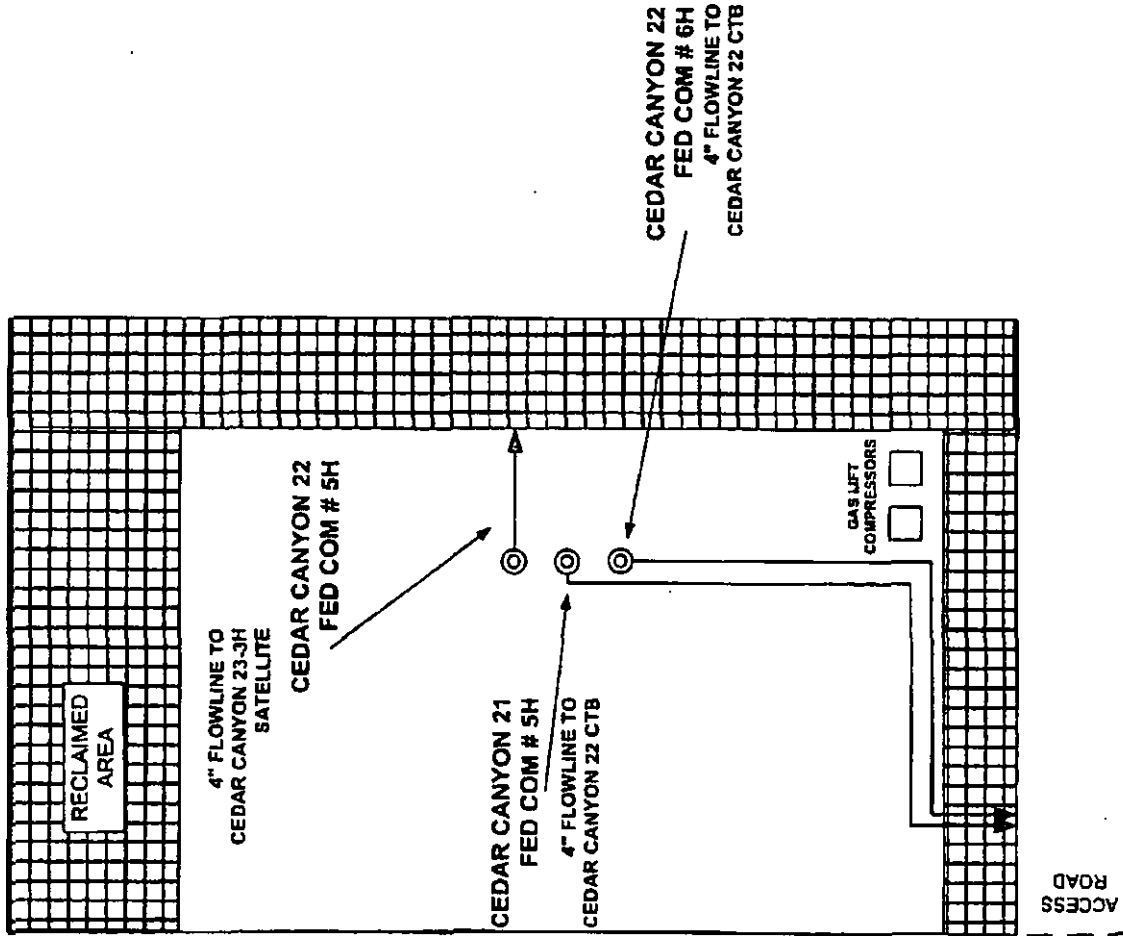 CEDAR CANYON 22
FED COM # 6H
4" FLOWLINE TO
CEDAR CANYON 22 CTB
RECLAIMED
AREA
4" FLOWLINE TO
CEDAR CANYON 23-3H
SATELLITE
CEDAR CANYON 22
FED COM # 5H
CEDAR CANYON 21
FED COM # 5H
4" FLOWLINE TO
CEDAR CANYON 22 CTB
GAS LIFT
COMPRESSORS
ACCESS
ROAD